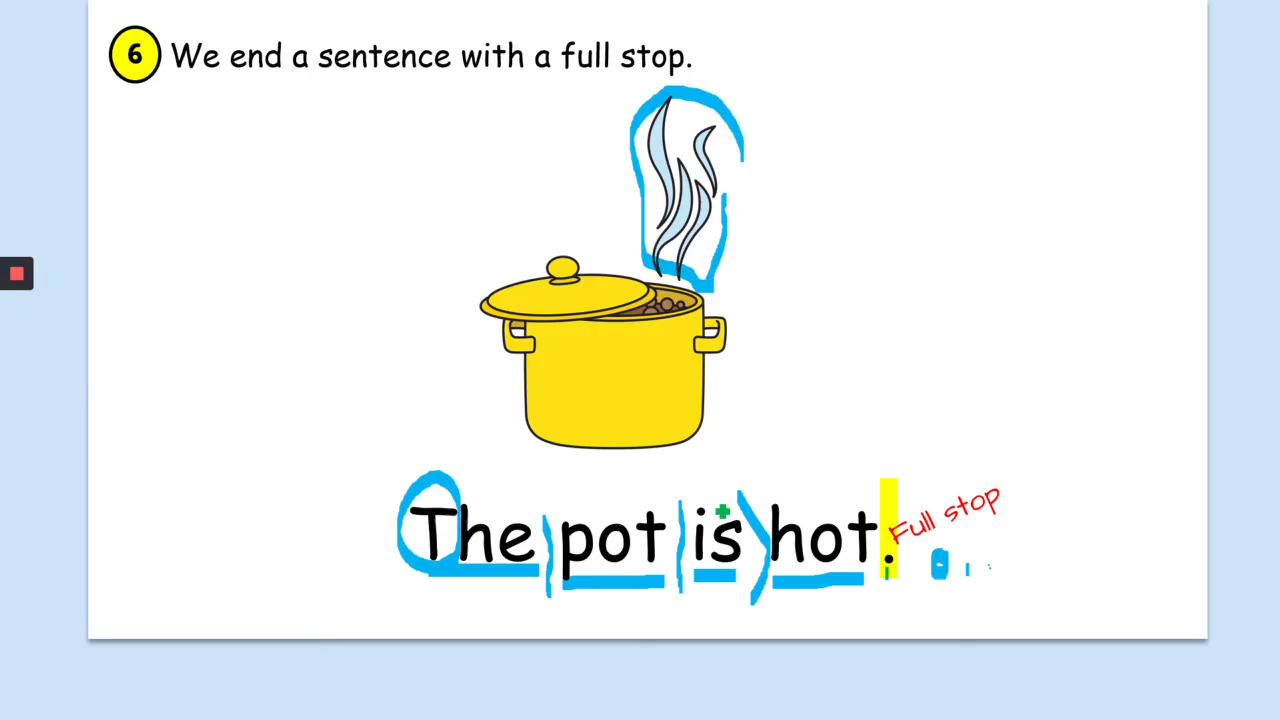 6 We end a sentence with a full stop.
The pot is hot.
Full stop